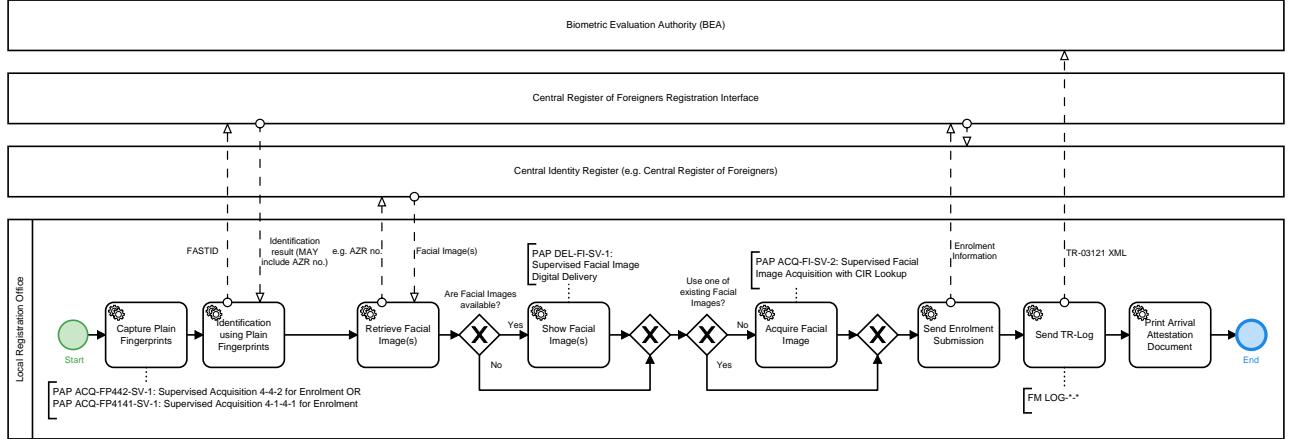 Biometric Evaluation Authority (BEA)
Central Register of Foreigners Registration Interface
Central Identity Register (e.g. Central Register of Foreigners)
Local Registration Office
FASTID
Identification
result (MAY
include AZR no.)
e.g. AZR no.
Facial Image(s)
PAP DEL-FI-SV-1:
Supervised Facial Image
Digital Delivery
PAP ACQ-FI-SV-2: Supervised Facial
Image Acquisition with CIR Lookup
Enrolment
Information
TR-03121 XML
Start
Capture Plain
Fingerprints
Identification
using Plain
Fingerprints
Retrieve Facial
Image(s)
Are Facial Images
available?
X
Yes
No
Show Facial
Image(s)
X
Use one of
existing Facial
Images?
X
No
Yes
Acquire Facial
Image
X
Send Enrolment
Submission
Send TR-Log
Print Arrival
Attestation
Document
End
PAP ACQ-FP442-SV-1: Supervised Acquisition 4-4-2 for Enrolment OR
PAP ACQ-FP4141-SV-1: Supervised Acquisition 4-1-4-1 for Enrolment
FM LOG-*-*